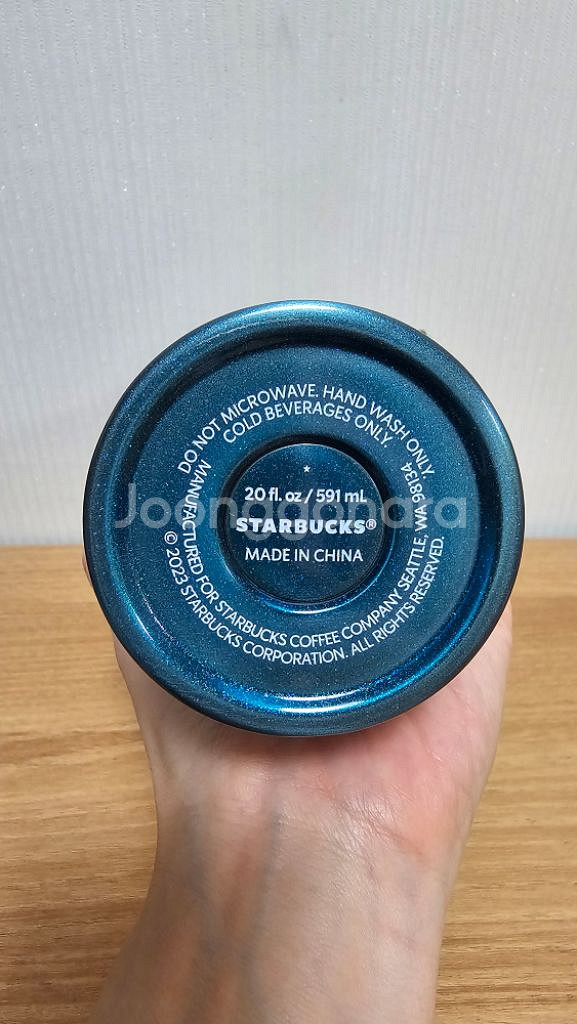 DO NOT MICROWAVE. HAND WASH ONLY.
COLD BEVERAGES ONLY.
20 fl. oz / 591 mL
STARBUCKS®
MADE IN CHINA
MANUFACTURED FOR STARBUCKS COFFEE COMPANY SEATTLE, WA 98134
© 2023 STARBUCKS CORPORATION. ALL RIGHTS RESERVED.
Joonggonara